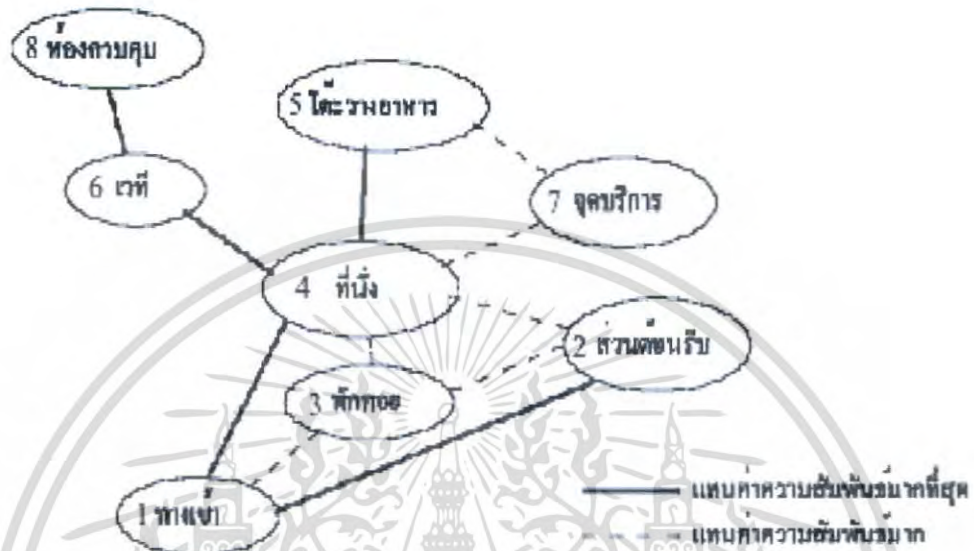 8 ห้องควบคุม
5 โต๊ะวางอาหาร
6 เวที
7 จุดบริการ
4 ที่นั่ง
2 ส่วนต้อนรับ
3 พักคอย
1 ทางเข้า
แทนค่าความสัมพันธ์มากที่สุด
แทนค่าความสัมพันธ์มาก